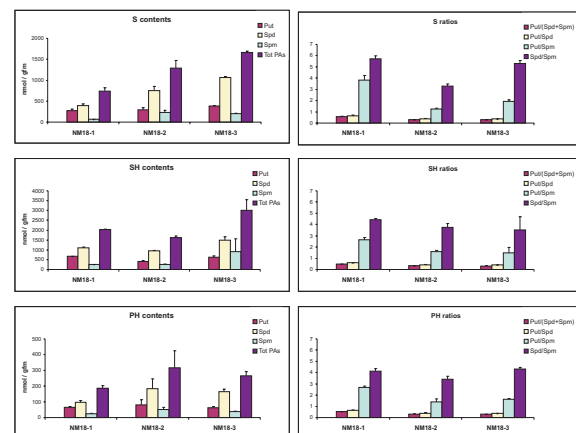 S contents
Put
Spd
Spm
Tot PAs
nmol / gfm
2000
1500
1000
500
0
NM18-1 NM18-2 NM18-3
S ratios
Put/(Spd+Spm)
Put/Spd
Put/Spm
Spd/Spm
7
6
5
4
3
2
1
0
NM18-1 NM18-2 NM18-3
SH contents
Put
Spd
Spm
Tot PAs
nmol / gfm
4000
3500
3000
2500
2000
1500
1000
500
0
NM18-1 NM18-2 NM18-3
SH ratios
Put/(Spd+Spm)
Put/Spd
Put/Spm
Spd/Spm
7
6
5
4
3
2
1
0
NM18-1 NM18-2 NM18-3
PH contents
Put
Spd
Spm
Tot PAs
nmol / gfm
500
400
300
200
100
0
NM18-1 NM18-2 NM18-3
PH ratios
Put/(Spd+Spm)
Put/Spd
Put/Spm
Spd/Spm
7
6
5
4
3
2
1
0
NM18-1 NM18-2 NM18-3